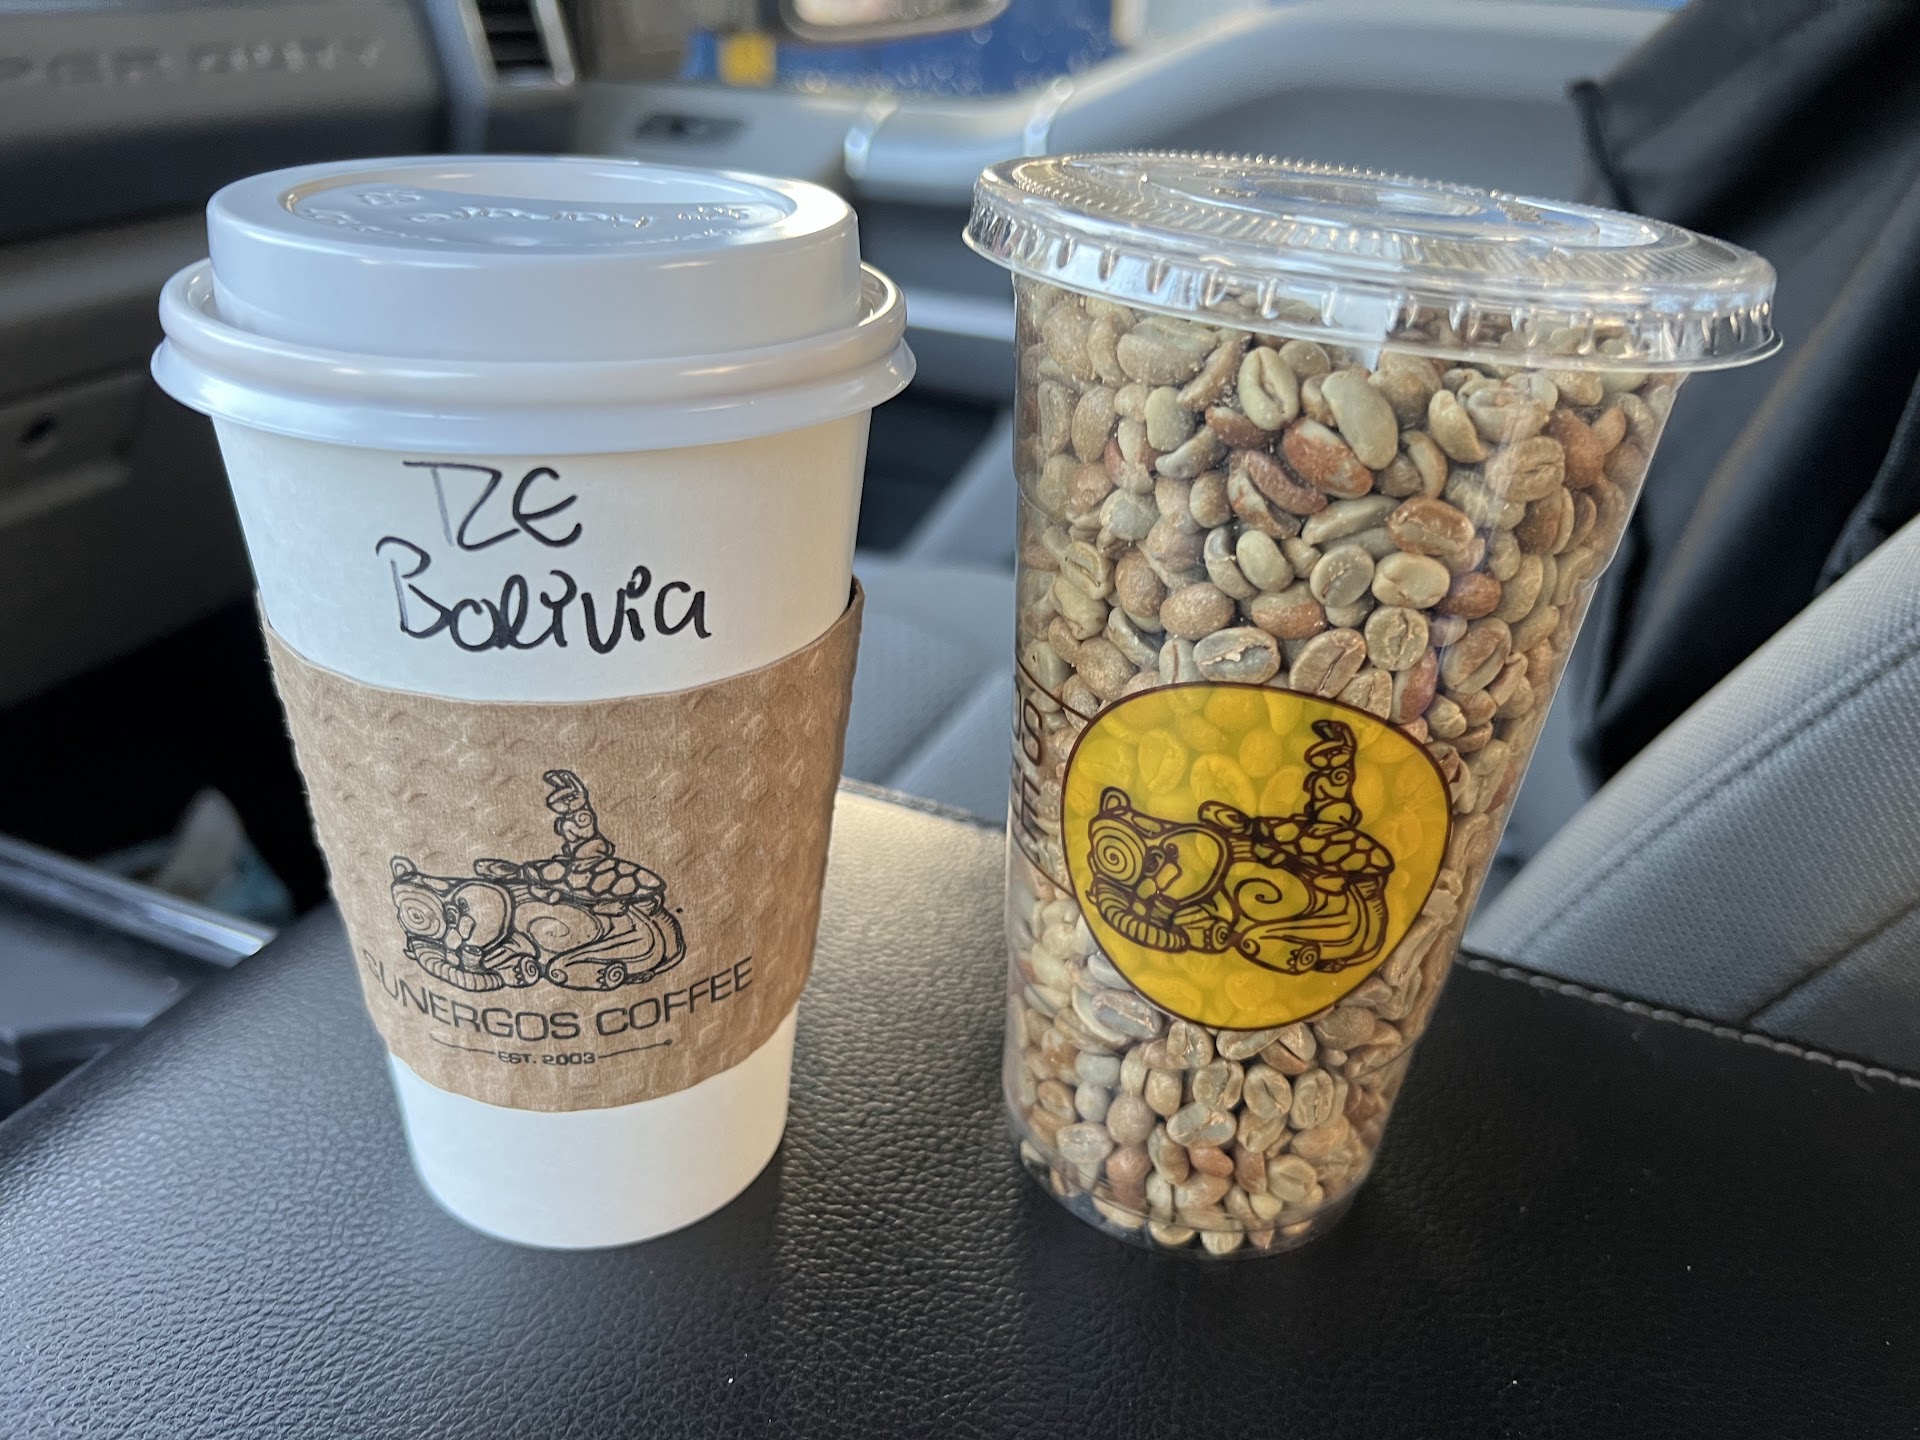 TZE
Bolivia
SUNERGOS COFFEE
EST. 2003